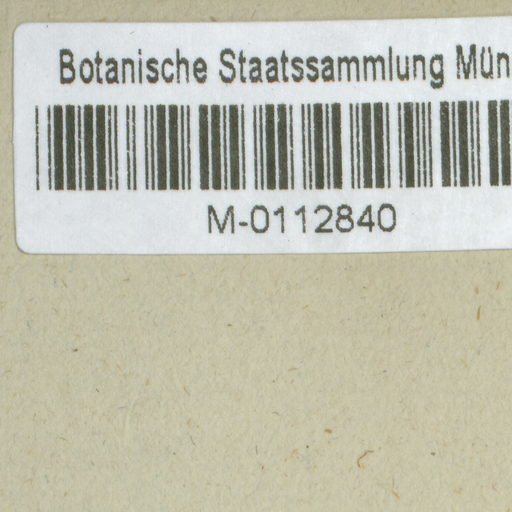 Botanische Staatssammlung Mün
M-0112840